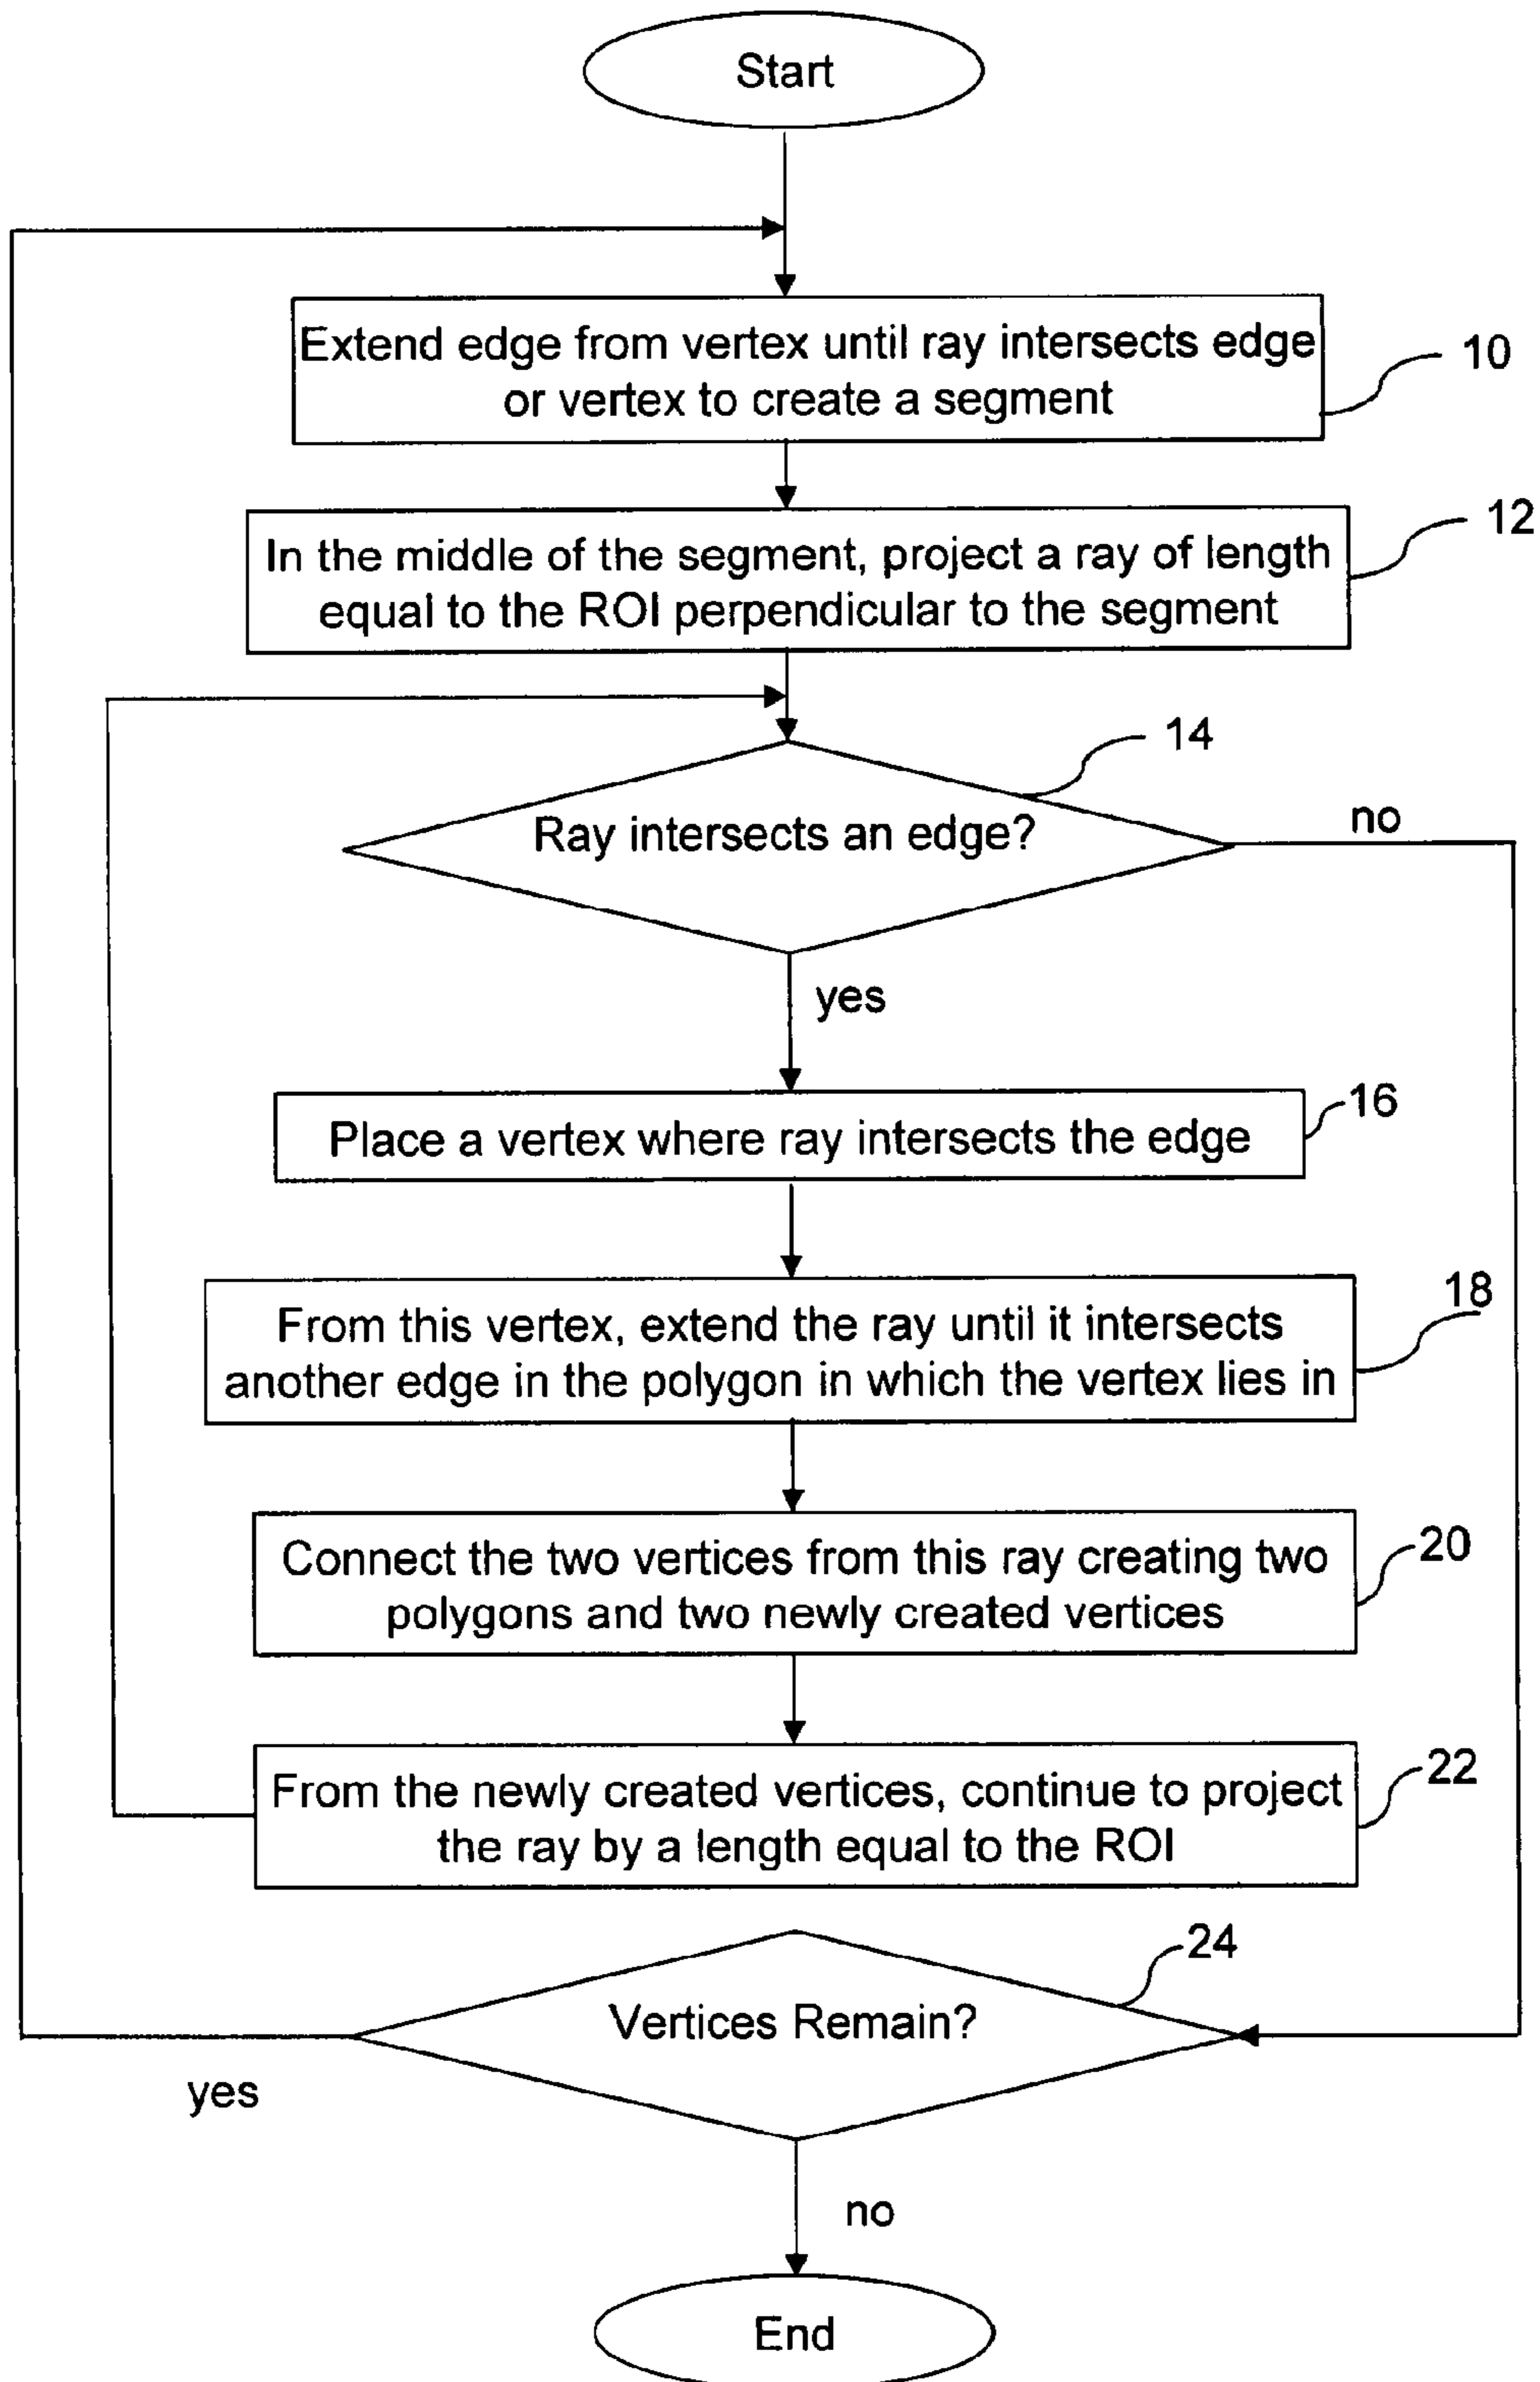 Start
Extend edge from vertex until ray intersects edge
or vertex to create a segment
10
In the middle of the segment, project a ray of length
equal to the ROI perpendicular to the segment
12
14
Ray intersects an edge?
no
yes
Place a vertex where ray intersects the edge
16
From this vertex, extend the ray until it intersects
another edge in the polygon in which the vertex lies in
18
Connect the two vertices from this ray creating two
polygons and two newly created vertices
20
From the newly created vertices, continue to project
the ray by a length equal to the ROI
22
24
Vertices Remain?
yes
no
End